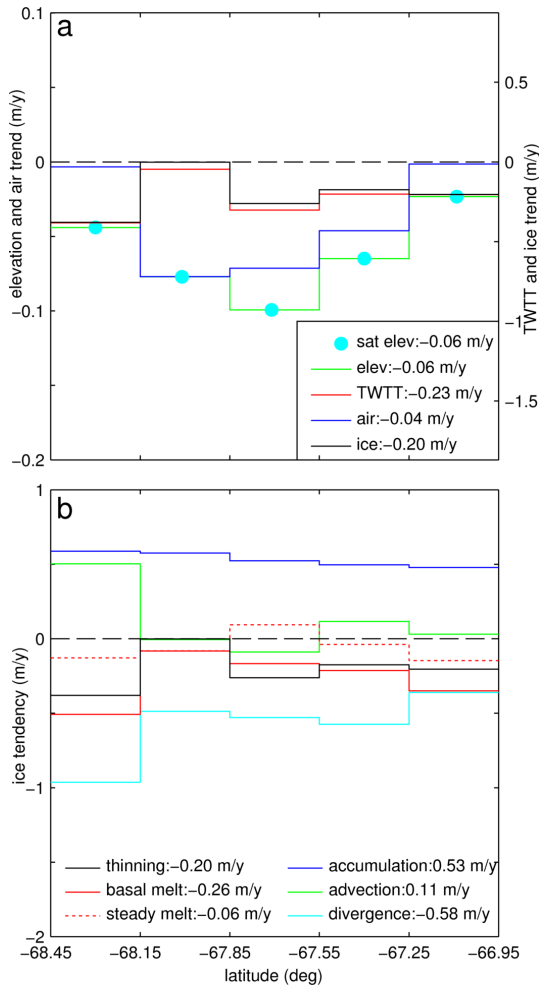 a
0.1
0
−0.1
−0.2
elevation and air trend (m/y)
0.5
0
−1
−1.5
TWTT and ice trend (m/y)
sat elev:−0.06 m/y
elev:−0.06 m/y
TWTT:−0.23 m/y
air:−0.04 m/y
ice:−0.20 m/y
b
1
0
−1
−2
ice tendency (m/y)
thinning:−0.20 m/y
basal melt:−0.26 m/y
steady melt:−0.06 m/y
accumulation:0.53 m/y
advection:0.11 m/y
divergence:−0.58 m/y
−68.45 −68.15 −67.85 −67.55 −67.25 −66.95
latitude (deg)